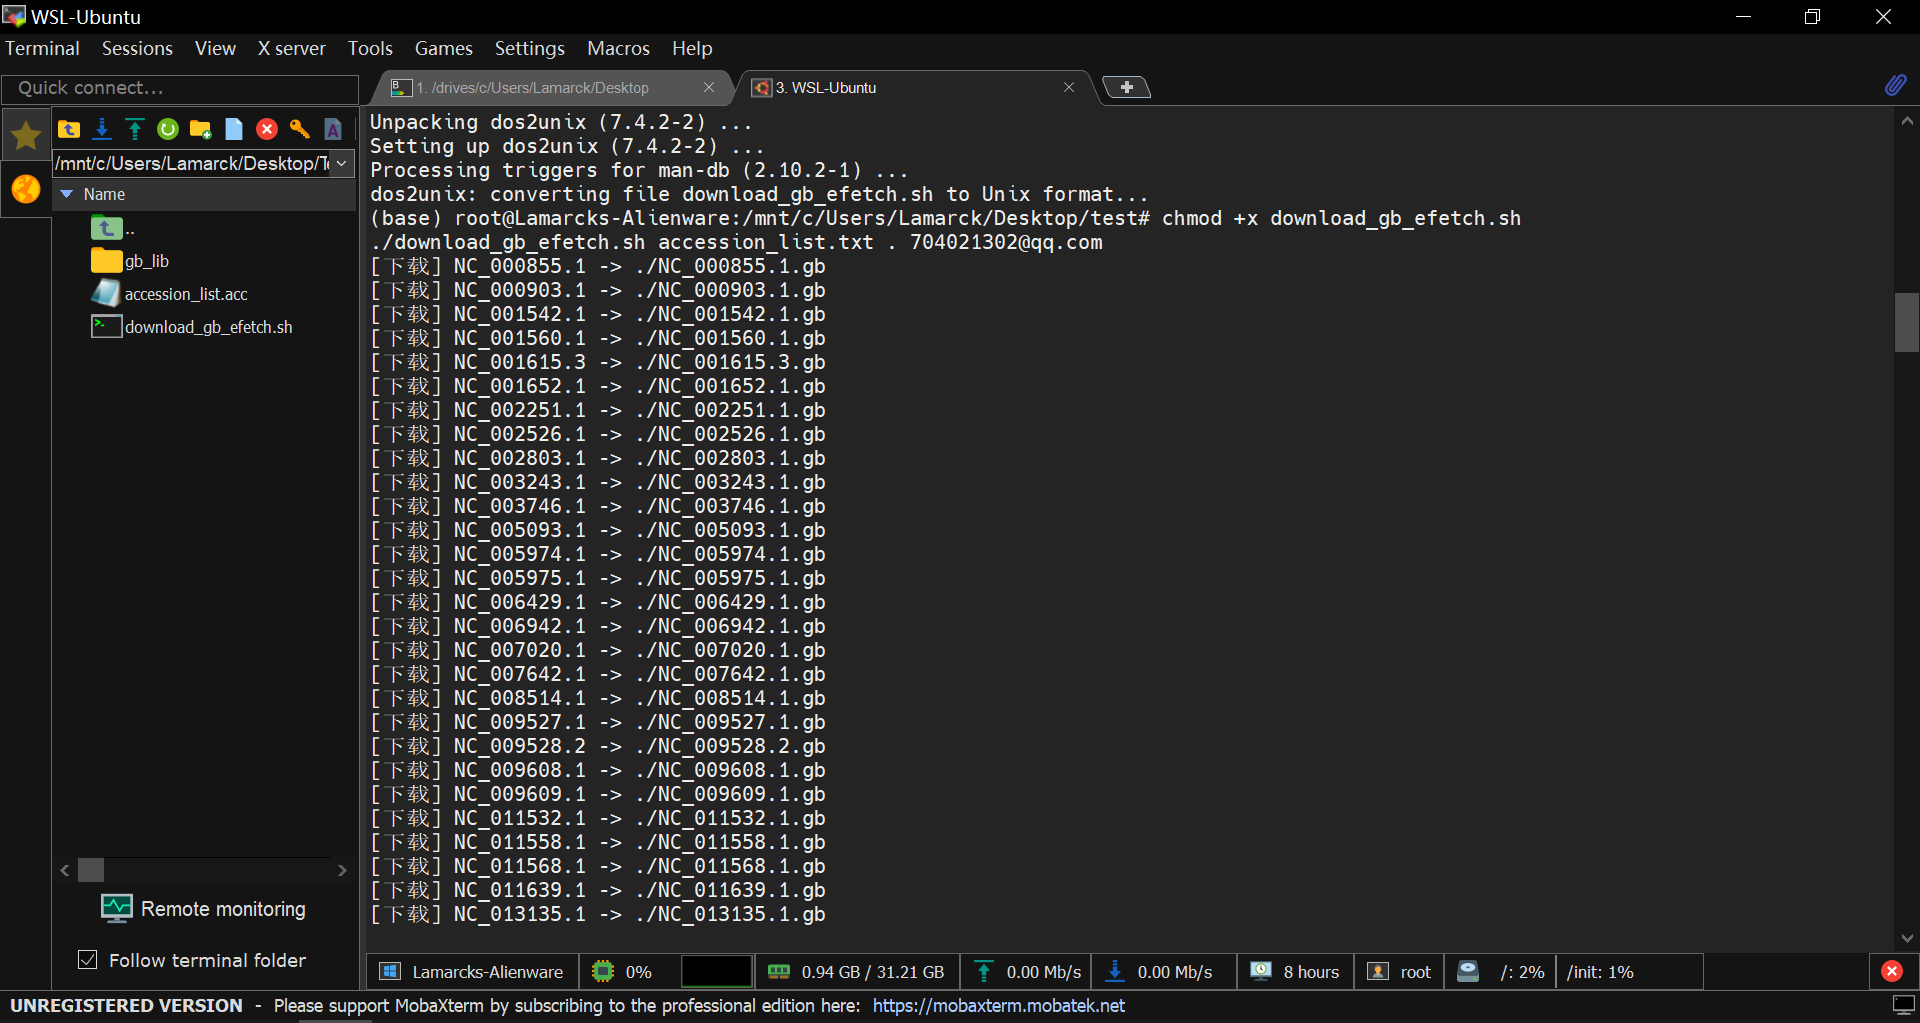 WSL-Ubuntu
Terminal Sessions View X server Tools Games Settings Macros Help
Quick connect...
1. /drives/c/Users/Lamarck/Desktop
3. WSL-Ubuntu
/mnt/c/Users/Lamarck/Desktop/Te
Name
..
gb_lib
accession_list.acc
download_gb_efetch.sh
Remote monitoring
Follow terminal folder
Unpacking dos2unix (7.4.2-2) ...
Setting up dos2unix (7.4.2-2) ...
Processing triggers for man-db (2.10.2-1) ...
dos2unix: converting file download_gb_efetch.sh to Unix format...
(base) root@Lamarcks-Alienware:/mnt/c/Users/Lamarck/Desktop/test# chmod +x download_gb_efetch.sh
./download_gb_efetch.sh accession_list.txt . 704021302@qq.com
[下载] NC_000855.1 -> ./NC_000855.1.gb
[下载] NC_000903.1 -> ./NC_000903.1.gb
[下载] NC_001542.1 -> ./NC_001542.1.gb
[下载] NC_001560.1 -> ./NC_001560.1.gb
[下载] NC_001615.3 -> ./NC_001615.3.gb
[下载] NC_001652.1 -> ./NC_001652.1.gb
[下载] NC_002251.1 -> ./NC_002251.1.gb
[下载] NC_002526.1 -> ./NC_002526.1.gb
[下载] NC_002803.1 -> ./NC_002803.1.gb
[下载] NC_003243.1 -> ./NC_003243.1.gb
[下载] NC_003746.1 -> ./NC_003746.1.gb
[下载] NC_005093.1 -> ./NC_005093.1.gb
[下载] NC_005974.1 -> ./NC_005974.1.gb
[下载] NC_005975.1 -> ./NC_005975.1.gb
[下载] NC_006429.1 -> ./NC_006429.1.gb
[下载] NC_006942.1 -> ./NC_006942.1.gb
[下载] NC_007020.1 -> ./NC_007020.1.gb
[下载] NC_007642.1 -> ./NC_007642.1.gb
[下载] NC_008514.1 -> ./NC_008514.1.gb
[下载] NC_009527.1 -> ./NC_009527.1.gb
[下载] NC_009528.2 -> ./NC_009528.2.gb
[下载] NC_009608.1 -> ./NC_009608.1.gb
[下载] NC_009609.1 -> ./NC_009609.1.gb
[下载] NC_011532.1 -> ./NC_011532.1.gb
[下载] NC_011558.1 -> ./NC_011558.1.gb
[下载] NC_011568.1 -> ./NC_011568.1.gb
[下载] NC_011639.1 -> ./NC_011639.1.gb
[下载] NC_013135.1 -> ./NC_013135.1.gb
Lamarcks-Alienware 0% 0.94 GB / 31.21 GB 0.00 Mb/s 0.00 Mb/s 8 hours root /: 2% /init: 1%
UNREGISTERED VERSION - Please support MobaXterm by subscribing to the professional edition here: https://mobaxterm.mobatek.net